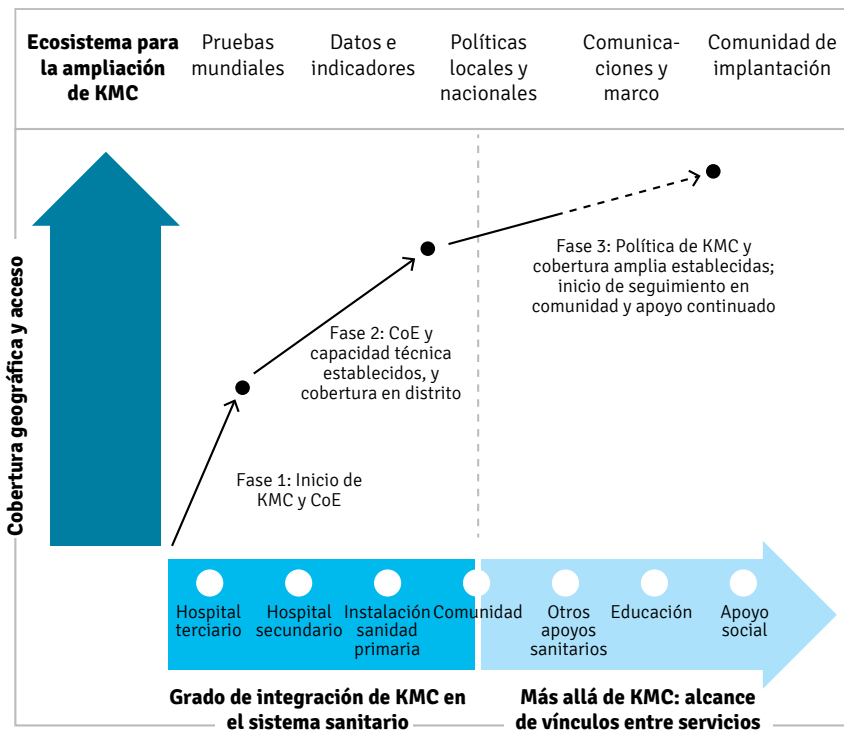 Ecosistema para
la ampliación
de KMC
Pruebas
mundiales
Datos e
indicadores
Políticas
locales y
nacionales
Comunica-
ciones y
marco
Comunidad de
implantación
Cobertura geográfica y acceso
Fase 1: Inicio de
KMC y CoE
Fase 2: CoE y
capacidad técnica
establecidos, y
cobertura en distrito
Fase 3: Política de KMC y
cobertura amplia establecidas;
inicio de seguimiento en
comunidad y apoyo continuado
Hospital
terciario
Hospital
secundario
Instalación
sanidad
primaria
Comunidad
Otros
apoyos
sanitarios
Educación
Apoyo
social
Grado de integración de KMC en
el sistema sanitario
Más allá de KMC: alcance
de vínculos entre servicios